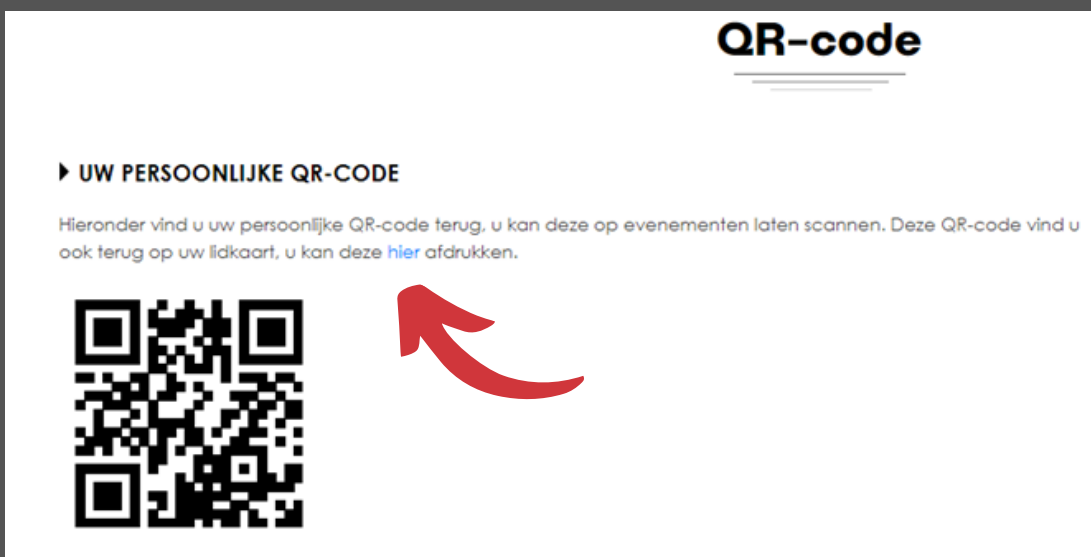 QR-code
UW PERSOONLIJKE QR-CODE
Hieronder vind u uw persoonlijke QR-code terug, u kan deze op evenementen laten scannen. Deze QR-code vind u
ook terug op uw lidkaart, u kan deze hier afdrukken.